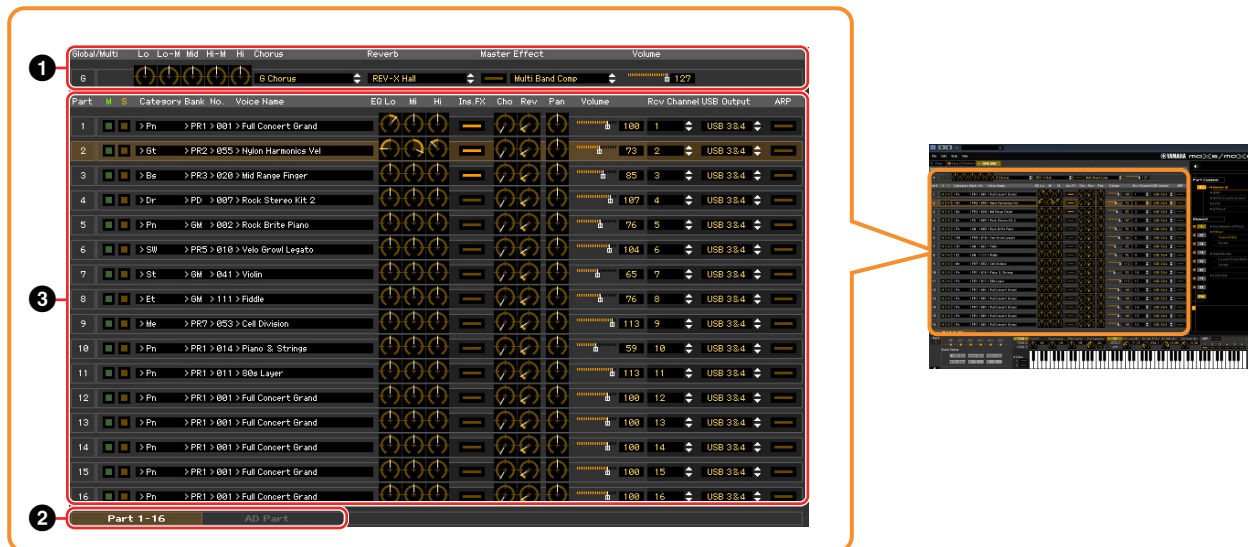 1
Global/Multi Lo Lo-M Mid Hi-M Hi Chorus Reverb Master Effect Volume
G G Chorus REV-X Hall Multi Band Comp 127
3
Part M S Category Bank No. Voice Name EQ Lo Mi Hi Ins.FX Cho Rev Pan Volume Rcv Channel USB Output ARP
1 > Pn > PR1 > 001 > Full Concert Grand 100 1 USB 3&4
2 > Gt > PR2 > 055 > Nylon Harmonics Vel 73 2 USB 3&4
3 > Bs > PR3 > 020 > Mid Range Finger 85 3 USB 3&4
4 > Dr > PD > 007 > Rock Stereo Kit 2 107 4 USB 3&4
5 > Pn > GM > 002 > Rock Brite Piano 76 5 USB 3&4
6 > SW > PR5 > 010 > Velo Growl Legato 104 6 USB 3&4
7 > St > GM > 041 > Violin 65 7 USB 3&4
8 > Et > GM > 111 > Fiddle 76 8 USB 3&4
9 > Me > PR7 > 053 > Cell Division 113 9 USB 3&4
10 > Pn > PR1 > 014 > Piano & Strings 59 10 USB 3&4
11 > Pn > PR1 > 011 > 80s Layer 113 11 USB 3&4
12 > Pn > PR1 > 001 > Full Concert Grand 100 12 USB 3&4
13 > Pn > PR1 > 001 > Full Concert Grand 100 13 USB 3&4
14 > Pn > PR1 > 001 > Full Concert Grand 100 14 USB 3&4
15 > Pn > PR1 > 001 > Full Concert Grand 100 15 USB 3&4
16 > Pn > PR1 > 001 > Full Concert Grand 100 16 USB 3&4
2
Part 1-16 AD Part
YAMAHA